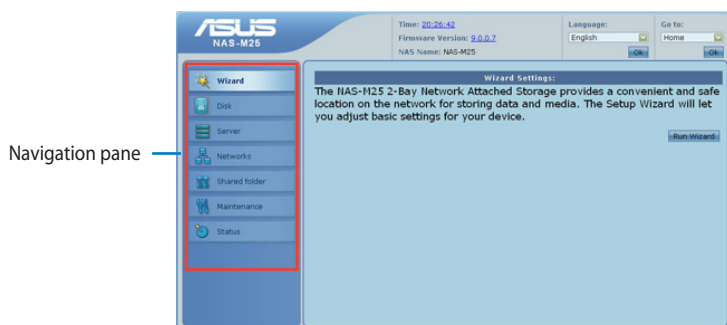 ASUS
NAS-M25
Time: 20:26:42
Firmware Version: 9.0.0.7
NAS Name: NAS-M25
Language:
English
Ok
Go to:
Home
Ok
Navigation pane
Wizard
Disk
Server
Networks
Shared folder
Maintenance
Status
Wizard Settings:
The NAS-M25 2-Bay Network Attached Storage provides a convenient and safe
location on the network for storing data and media. The Setup Wizard will let
you adjust basic settings for your device.
Run Wizard